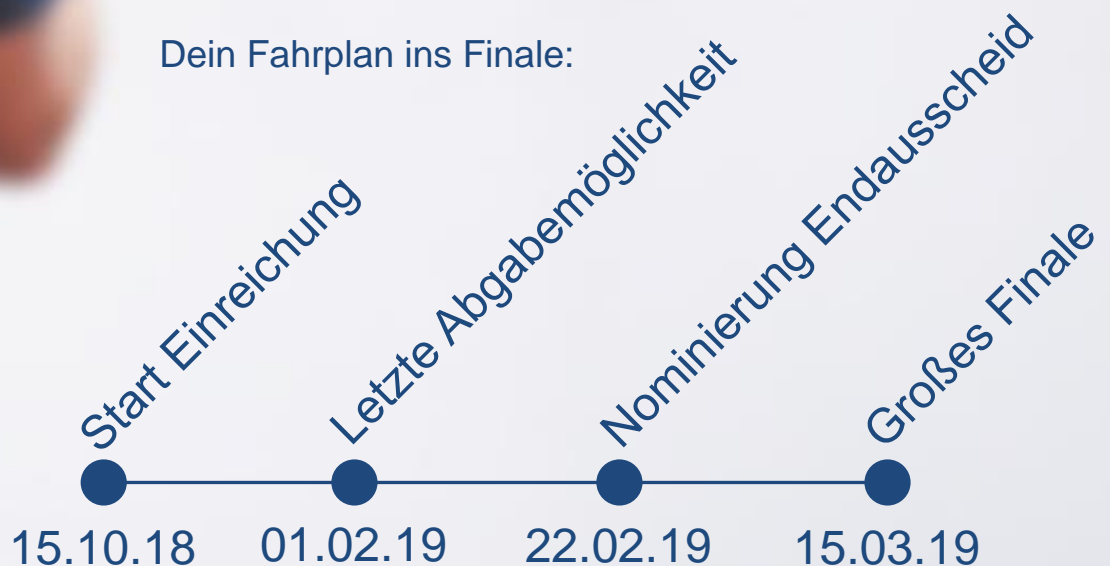 Dein Fahrplan ins Finale:
Start Einreichung
Letzte Abgabemöglichkeit
Nominierung Endausscheid
Großes Finale
15.10.18
01.02.19
22.02.19
15.03.19